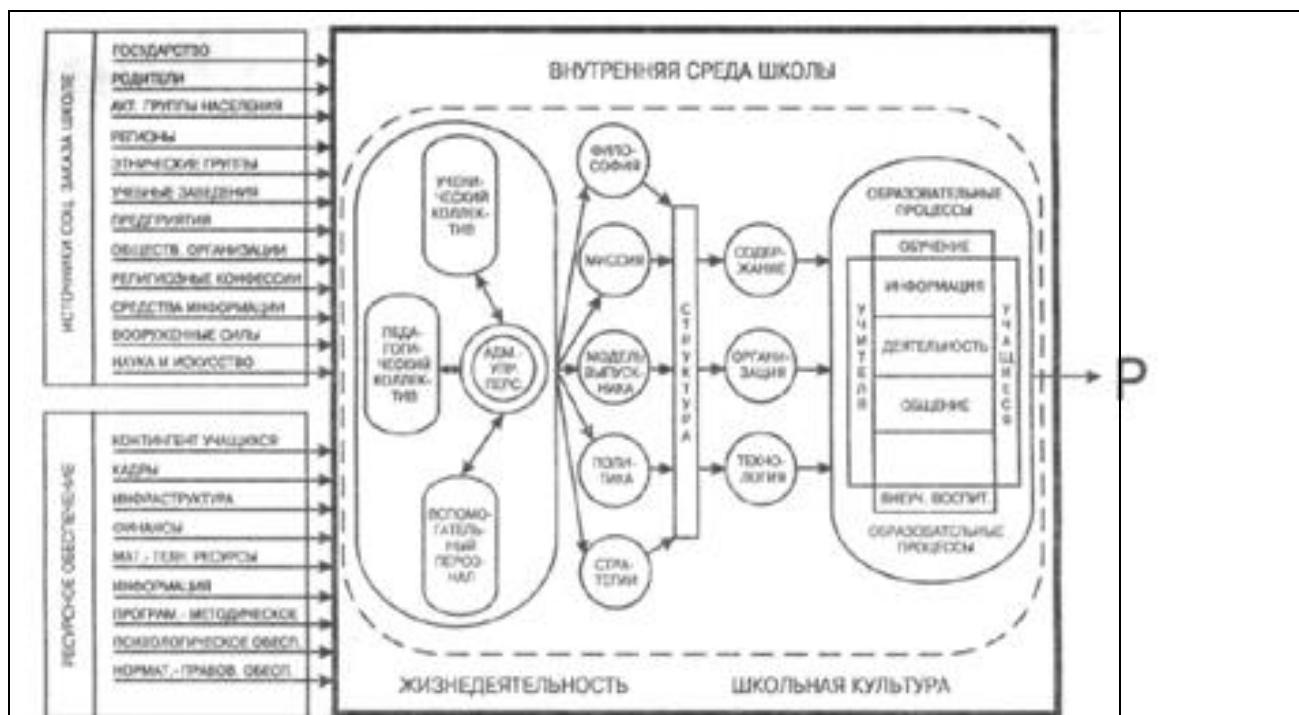 ИСТОЧНИКИ СОЦ. ЗАКАЗА ШКОЛЕ
ГОСУДАРСТВО
РОДИТЕЛИ
АКТ. ГРУППЫ НАСЕЛЕНИЯ
РЕГИОНЫ
ЭТНИЧЕСКИЕ ГРУППЫ
УЧЕБНЫЕ ЗАВЕДЕНИЯ
ПРЕДПРИЯТИЯ
ОБЩЕСТВ. ОРГАНИЗАЦИИ
РЕЛИГИОЗНЫЕ КОНФЕССИИ
СРЕДСТВА ИНФОРМАЦИИ
ВООРУЖЕННЫЕ СИЛЫ
НАУКА И ИСКУССТВО
РЕСУРСНОЕ ОБЕСПЕЧЕНИЕ
КОНТИНГЕНТ УЧАЩИХСЯ
КАДРЫ
ИНФРАСТРУКТУРА
ФИНАНСЫ
МАТ.- ТЕХН. РЕСУРСЫ
ИНФОРМАЦИЯ
ПРОГРАМ.- МЕТОДИЧЕСКОЕ
ПСИХОЛОГИЧЕСКОЕ ОБЕСП.
НОРМАТ.- ПРАВОВ. ОБЕСП.
ВНУТРЕННЯЯ СРЕДА ШКОЛЫ
УЧЕНИ-
ЧЕСКИЙ
КОЛЛЕК-
ТИВ
ПЕДА-
ГОГИЧЕСКИЙ
КОЛЛЕК-
ТИВ
АДМ.-
УПР.
ПЕРС.
ВСПОМО-
ГАТЕЛЬ-
НЫЙ
ПЕРСО-
НАЛ
ФИЛО-
СОФИЯ
МИССИЯ
МОДЕЛЬ
ВЫПУСК-
НИКА
ПОЛИ-
ТИКА
СТРА-
ТЕГИИ
СТРУКТУРА
СОДЕР-
ЖАНИЕ
ОРГАНИ-
ЗАЦИЯ
ТЕХНО-
ЛОГИЯ
ОБРАЗОВАТЕЛЬНЫЕ
ПРОЦЕССЫ
ОБУЧЕНИЕ
УЧИТЕЛЯ
ИНФОРМАЦИЯ
ДЕЯТЕЛЬНОСТЬ
ОБЩЕНИЕ
УЧАЩИЕСЯ
ВНЕУЧ. ВОСПИТ.
ОБРАЗОВАТЕЛЬНЫЕ
ПРОЦЕССЫ
Р
ЖИЗНЕДЕЯТЕЛЬНОСТЬ
ШКОЛЬНАЯ КУЛЬТУРА